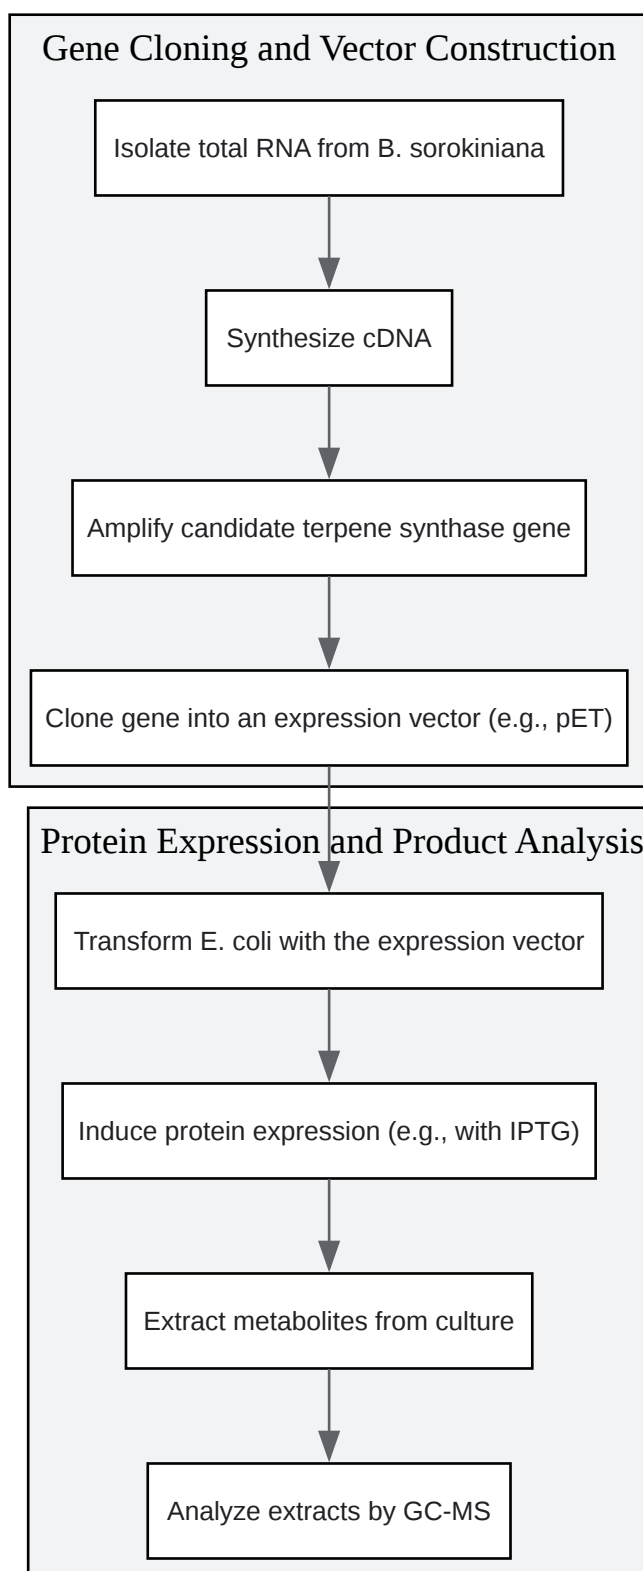 Gene Cloning and Vector Construction
Isolate total RNA from B. sorokiniana
Synthesize cDNA
Amplify candidate terpene synthase gene
Clone gene into an expression vector (e.g., pET)
Protein Expression and Product Analysis
Transform E. coli with the expression vector
Induce protein expression (e.g., with IPTG)
Extract metabolites from culture
Analyze extracts by GC-MS